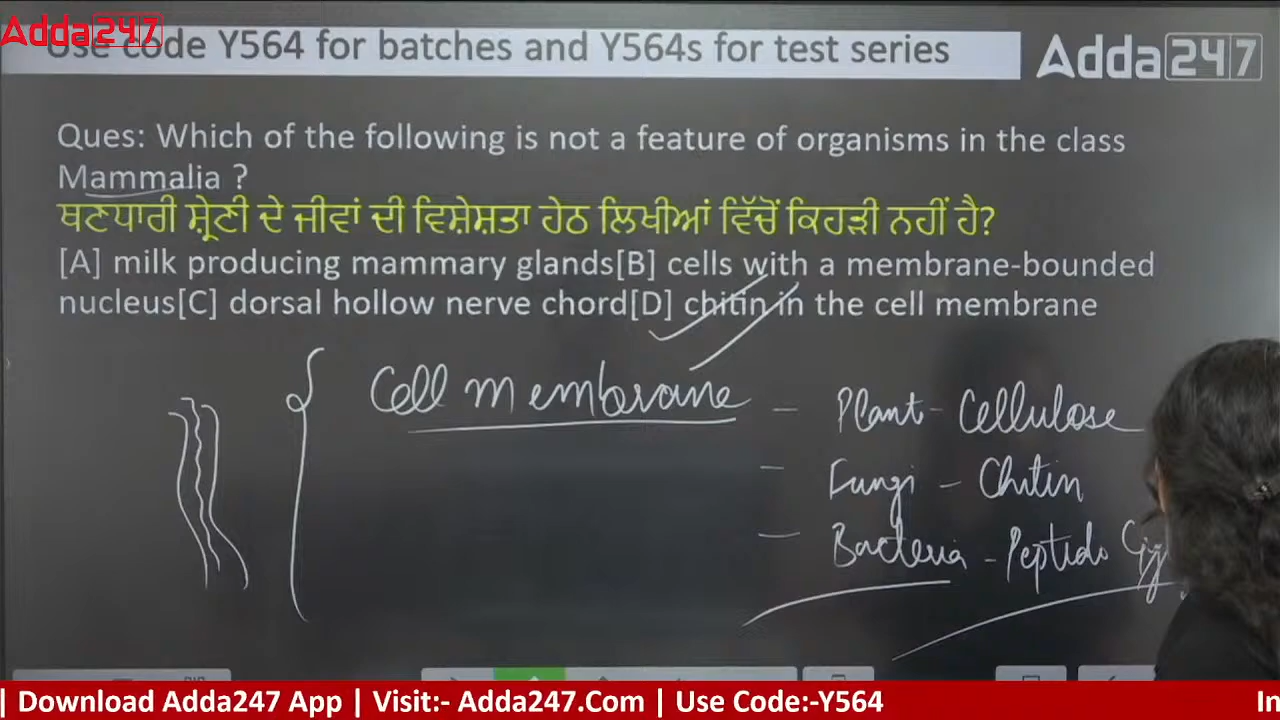 Adda247
Use code Y564 for batches and Y564s for test series
Adda247
Ques: Which of the following is not a feature of organisms in the class
Mammalia ?
ਥਣਧਾਰੀ ਸ਼੍ਰੇਣੀ ਦੇ ਜੀਵਾਂ ਦੀ ਵਿਸ਼ੇਸ਼ਤਾ ਹੇਠ ਲਿਖੀਆਂ ਵਿੱਚੋਂ ਕਿਹੜੀ ਨਹੀਂ ਹੈ?
[A] milk producing mammary glands[B] cells with a membrane-bounded
nucleus[C] dorsal hollow nerve chord[D] chitin in the cell membrane
Cell membrane
- Plant - Cellulose
- Fungi - Chitin
- Bacteria - Peptido
| Download Adda247 App | Visit:- Adda247.Com | Use Code:-Y564 In